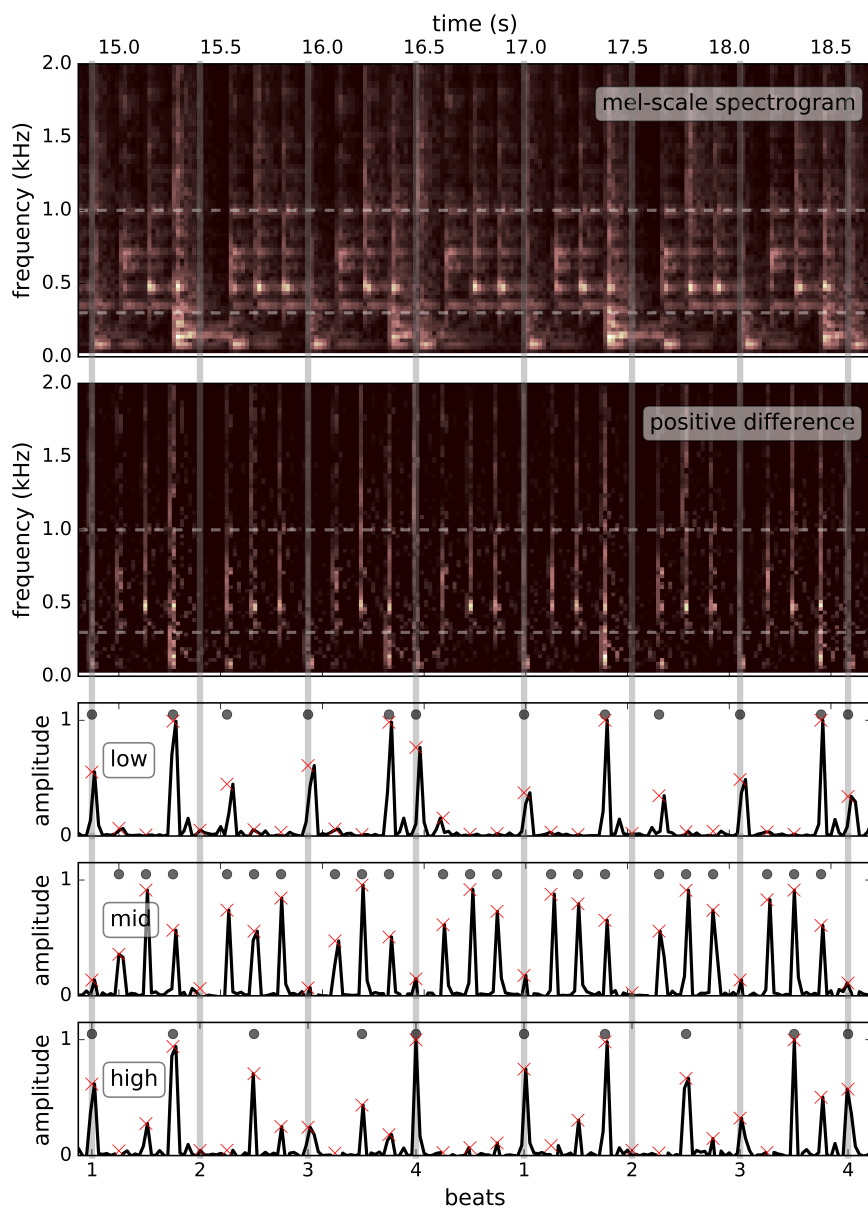 time (s)
15.0 15.5 16.0 16.5 17.0 17.5 18.0 18.5
2.0
mel-scale spectrogram
1.5
1.0
0.5
0.0
frequency (kHz)
2.0
positive difference
1.5
1.0
0.5
0.0
frequency (kHz)
1
low
0
amplitude
1
mid
0
amplitude
1
high
0
amplitude
1 2 3 4 1 2 3 4
beats